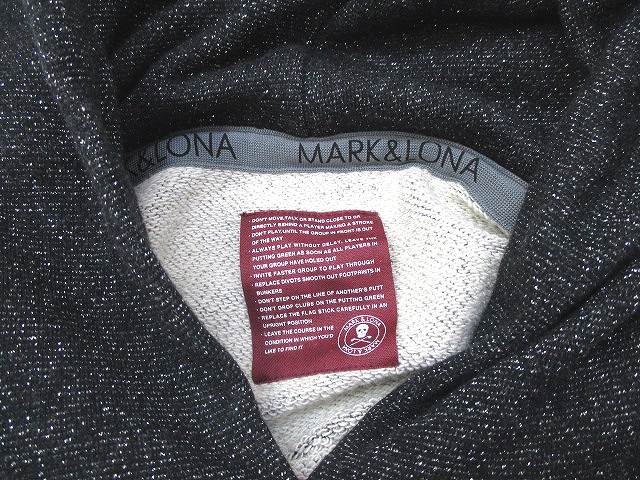 RK&LONA MARK&LONA
· DON'T MOVE,TALK OR STAND CLOSE TO OR
DIRECTLY BEHIND A PLAYER MAKING A STROKE
· DON'T PLAY,UNTIL THE GROUP IN FRONT IS OUT
OF THE WAY
· ALWAYS PLAY WITHOUT DELAY, LEAVE THE
PUTTING GREEN AS SOON AS ALL PLAYERS IN
YOUR GROUP HAVE HOLED OUT
· INVITE FASTER GROUP TO PLAY THROUGH
· REPLACE DIVOTS SMOOTH OUT FOOTPRINTS IN
BUNKERS
· DON'T STEP ON THE LINE OF ANOTHER'S PUTT
· DON'T DROP CLUBS ON THE PUTTING GREEN
· REPLACE THE FLAG STICK CAREFULLY IN AN
UPRIGHT POSITION
· LEAVE THE COURSE IN THE
CONDITION IN WHICH YOU'D
LIKE TO FIND IT
MARK & LONA
MARK & LONA